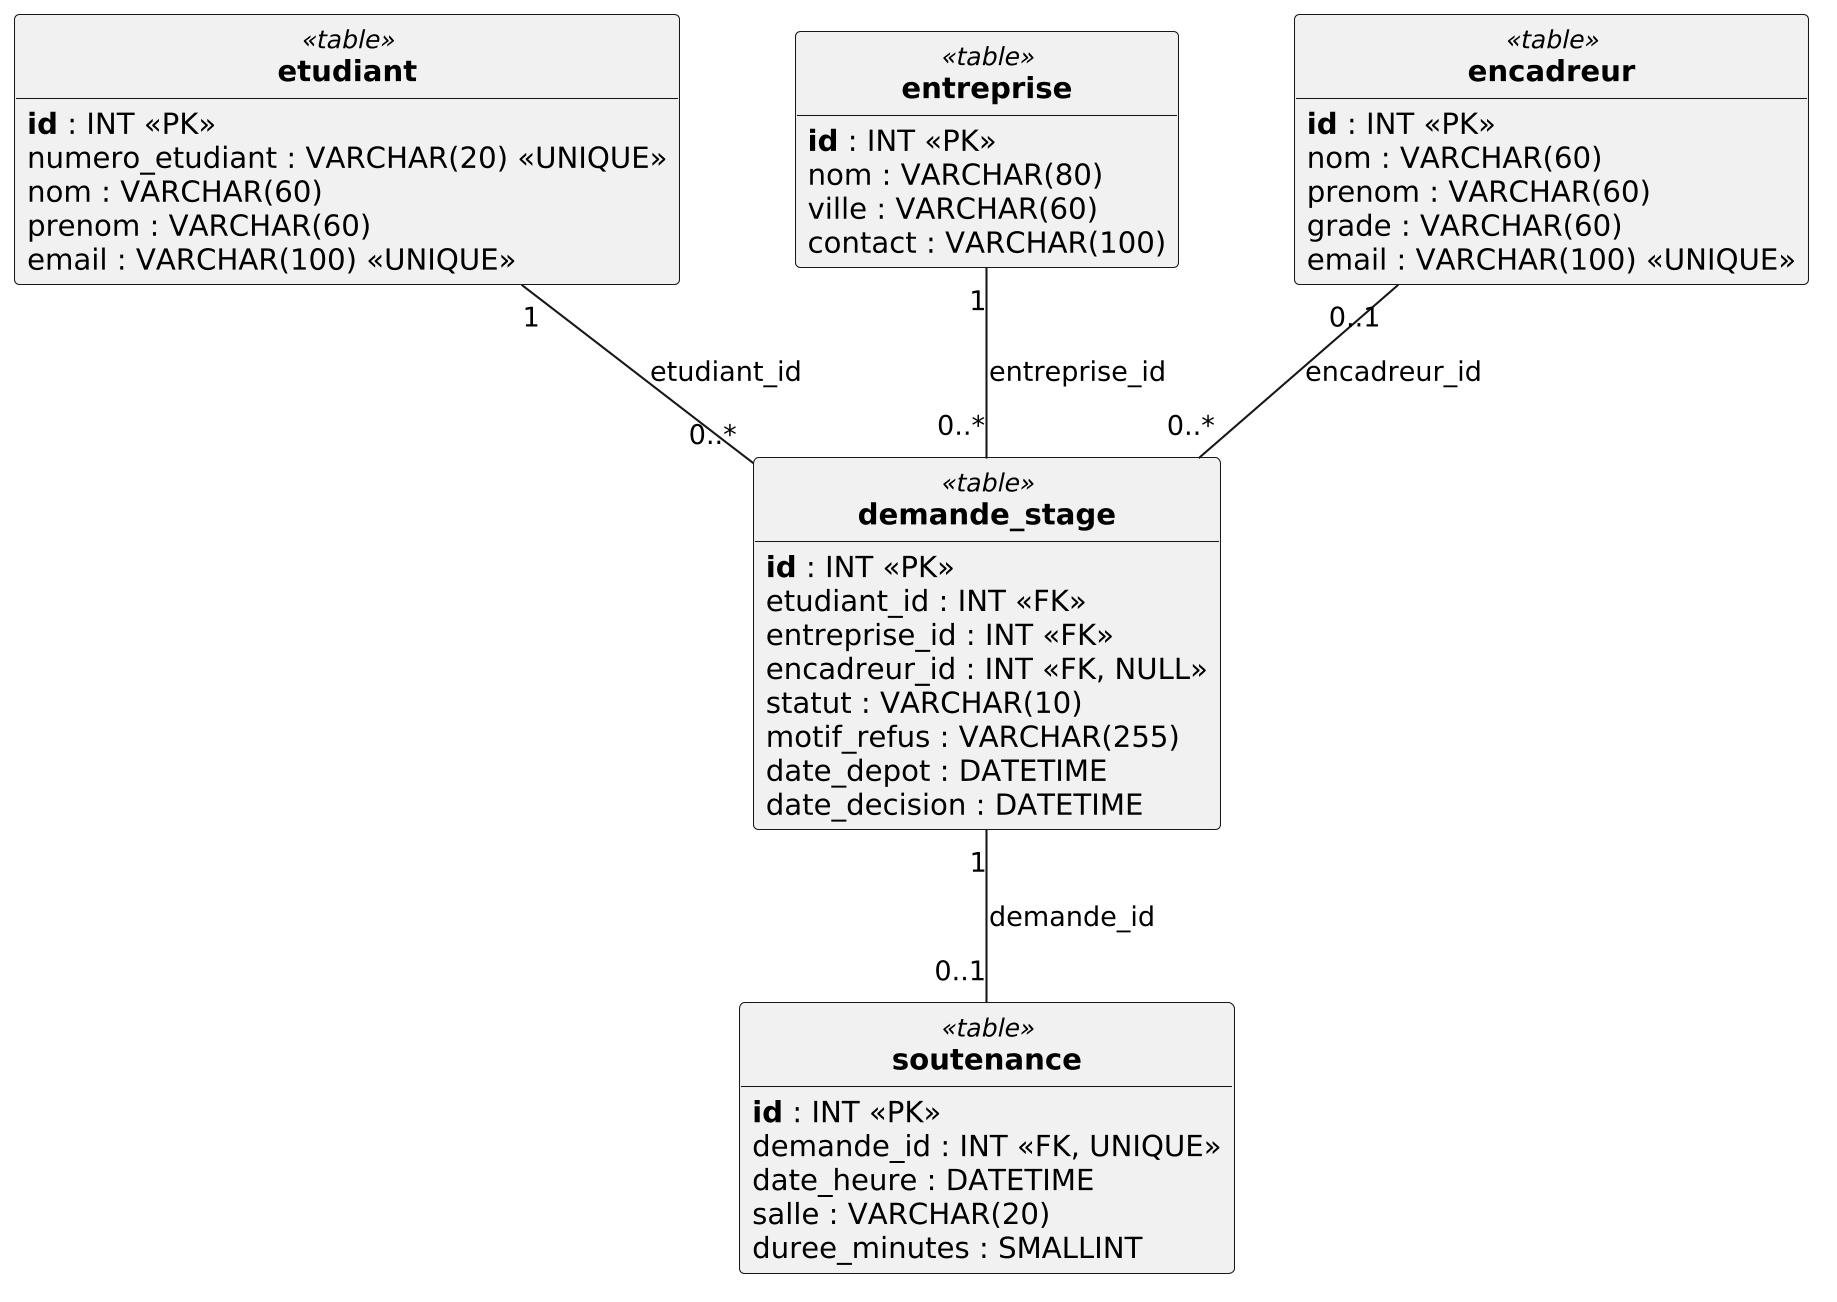 «table»
etudiant
id : INT «PK»
numero_etudiant : VARCHAR(20) «UNIQUE»
nom : VARCHAR(60)
prenom : VARCHAR(60)
email : VARCHAR(100) «UNIQUE»
«table»
entreprise
id : INT «PK»
nom : VARCHAR(80)
ville : VARCHAR(60)
contact : VARCHAR(100)
«table»
encadreur
id : INT «PK»
nom : VARCHAR(60)
prenom : VARCHAR(60)
grade : VARCHAR(60)
email : VARCHAR(100) «UNIQUE»
1
etudiant_id
0..*
1
entreprise_id
0..*
0..1
encadreur_id
0..*
«table»
demande_stage
id : INT «PK»
etudiant_id : INT «FK»
entreprise_id : INT «FK»
encadreur_id : INT «FK, NULL»
statut : VARCHAR(10)
motif_refus : VARCHAR(255)
date_depot : DATETIME
date_decision : DATETIME
1
demande_id
0..1
«table»
soutenance
id : INT «PK»
demande_id : INT «FK, UNIQUE»
date_heure : DATETIME
salle : VARCHAR(20)
duree_minutes : SMALLINT